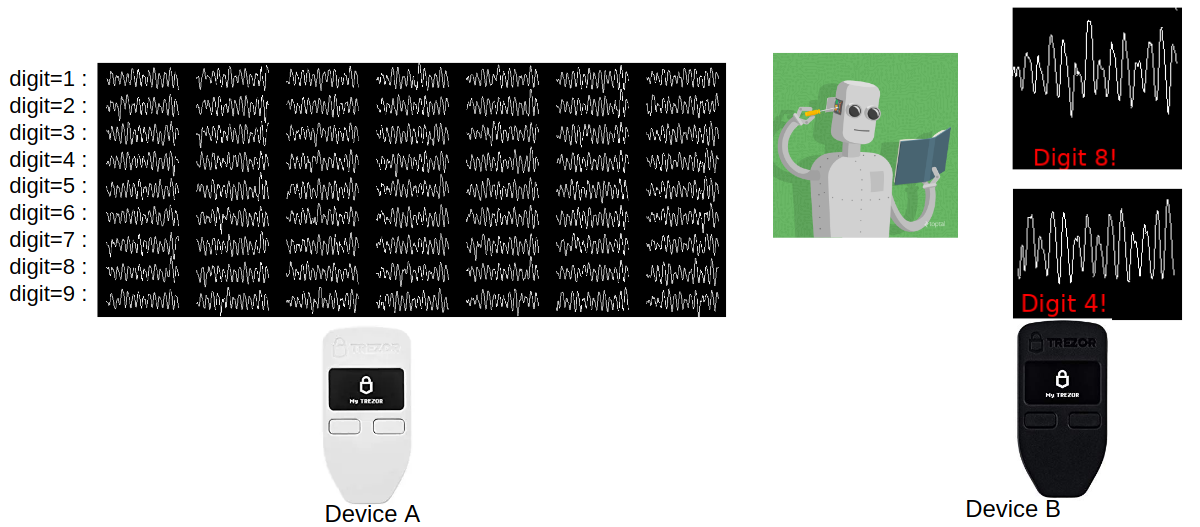 digit=1 :
digit=2 :
digit=3 :
digit=4 :
digit=5 :
digit=6 :
digit=7 :
digit=8 :
digit=9 :
TREZOR
My TREZOR
Device A
toptal
Digit 8!
Digit 4!
TREZOR
My TREZOR
Device B